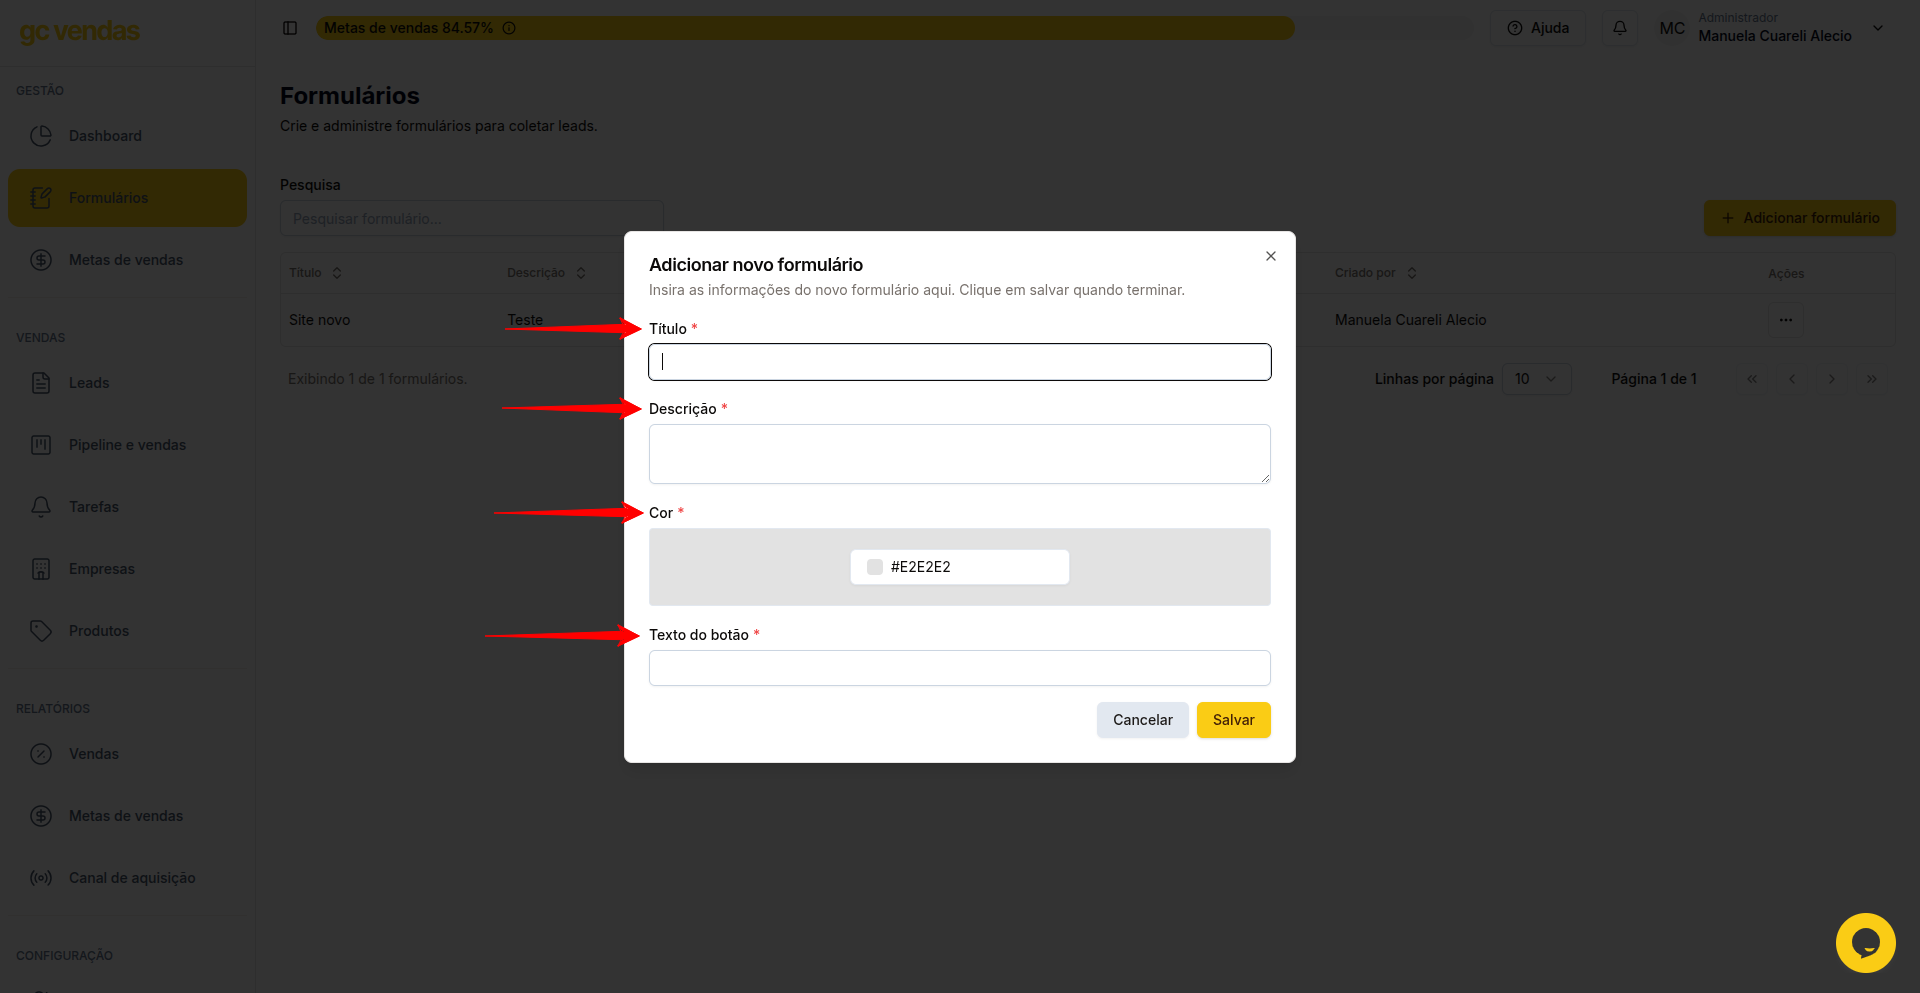 gc vendas
Metas de vendas 84.57%
Ajuda
MC
Administrador
Manuela Cuareli Alecio
GESTÃO
Dashboard
Formulários
Metas de vendas
VENDAS
Leads
Pipeline e vendas
Tarefas
Empresas
Produtos
RELATÓRIOS
Vendas
Metas de vendas
Canal de aquisição
CONFIGURAÇÃO
Formulários
Crie e administre formulários para coletar leads.
Pesquisa
Pesquisar formulário...
Adicionar formulário
Título
Descrição
Criado por
Ações
Site novo
Teste
Manuela Cuareli Alecio
Exibindo 1 de 1 formulários.
Linhas por página
10
Página 1 de 1
Adicionar novo formulário
Insira as informações do novo formulário aqui. Clique em salvar quando terminar.
Título *
Descrição *
Cor *
#E2E2E2
Texto do botão *
Cancelar
Salvar